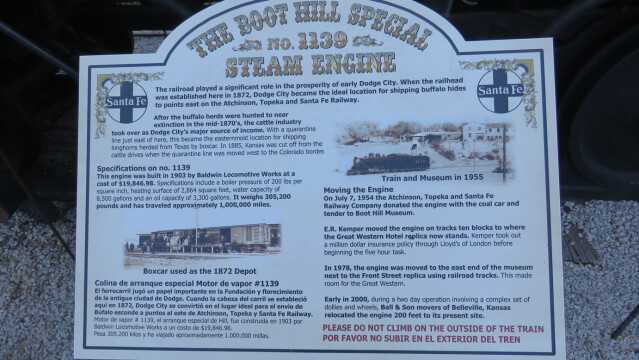 THE BOOT HILL SPECIAL
NO. 1139
STEAM ENGINE
Santa Fe
Santa Fe
The railroad played a significant role in the prosperity of early Dodge City. When the railhead
was established here in 1872, Dodge City became the ideal location for shipping buffalo hides
to points east on the Atchinson, Topeka and Santa Fe Railway.
After the buffalo herds were hunted to near
extinction in the mid-1870's, the cattle industry
took over as Dodge City's major source of income. With a quarantine
line just east of here, this became the easternmost location for shipping
longhorns herded from Texas by boxcar. In 1885, Kansas was cut off from the
cattle drives when the quarantine line was moved west to the Colorado border.
Specifications on no. 1139
This engine was built in 1903 by Baldwin Locomotive Works at a
cost of $19,846.98. Specifications include a boiler pressure of 200 lbs per
square inch, heating surface of 2,864 square feet, water capacity of
8,500 gallons and an oil capacity of 3,300 gallons. It weighs 305,200
pounds and has traveled approximately 1,000,000 miles.
Boxcar used as the 1872 Depot
Colina de arranque especial Motor de vapor #1139
El ferrocarril jugó un papel importante en la Fundación y florecimiento
de la antigua ciudad de Dodge. Cuando la cabeza del carril se estableció
aquí en 1872, Dodge City se convirtió en el lugar ideal para el envío de
Búfalo esconde a puntos al este de Atchinson, Topeka y Santa Fe Railway.
Motor de vapor # 1139, el arranque especial de Hill, fue construida en 1903 por
Baldwin Locomotive Works a un costo de $19,846.98.
Pesa 305.200 kilos y ha viajado aproximadamente 1.000.000 millas.
Train and Museum in 1955
Moving the Engine
On July 7, 1954 the Atchinson, Topeka and Santa Fe
Railway Company donated the engine with the coal car and
tender to Boot Hill Museum.
E.R. Kemper moved the engine on tracks ten blocks to where
the Great Western Hotel replica now stands. Kemper took out
a million dollar insurance policy through Lloyd's of London before
beginning the five hour task.
In 1978, the engine was moved to the east end of the museum
next to the Front Street replica using railroad tracks. This made
room for the Great Western.
Early in 2000, during a two day operation involving a complex set of
dollies and wheels, Ball & Son movers of Belleville, Kansas
relocated the engine 200 feet to its present site.
PLEASE DO NOT CLIMB ON THE OUTSIDE OF THE TRAIN
POR FAVOR NO SUBIR EN EL EXTERIOR DEL TREN